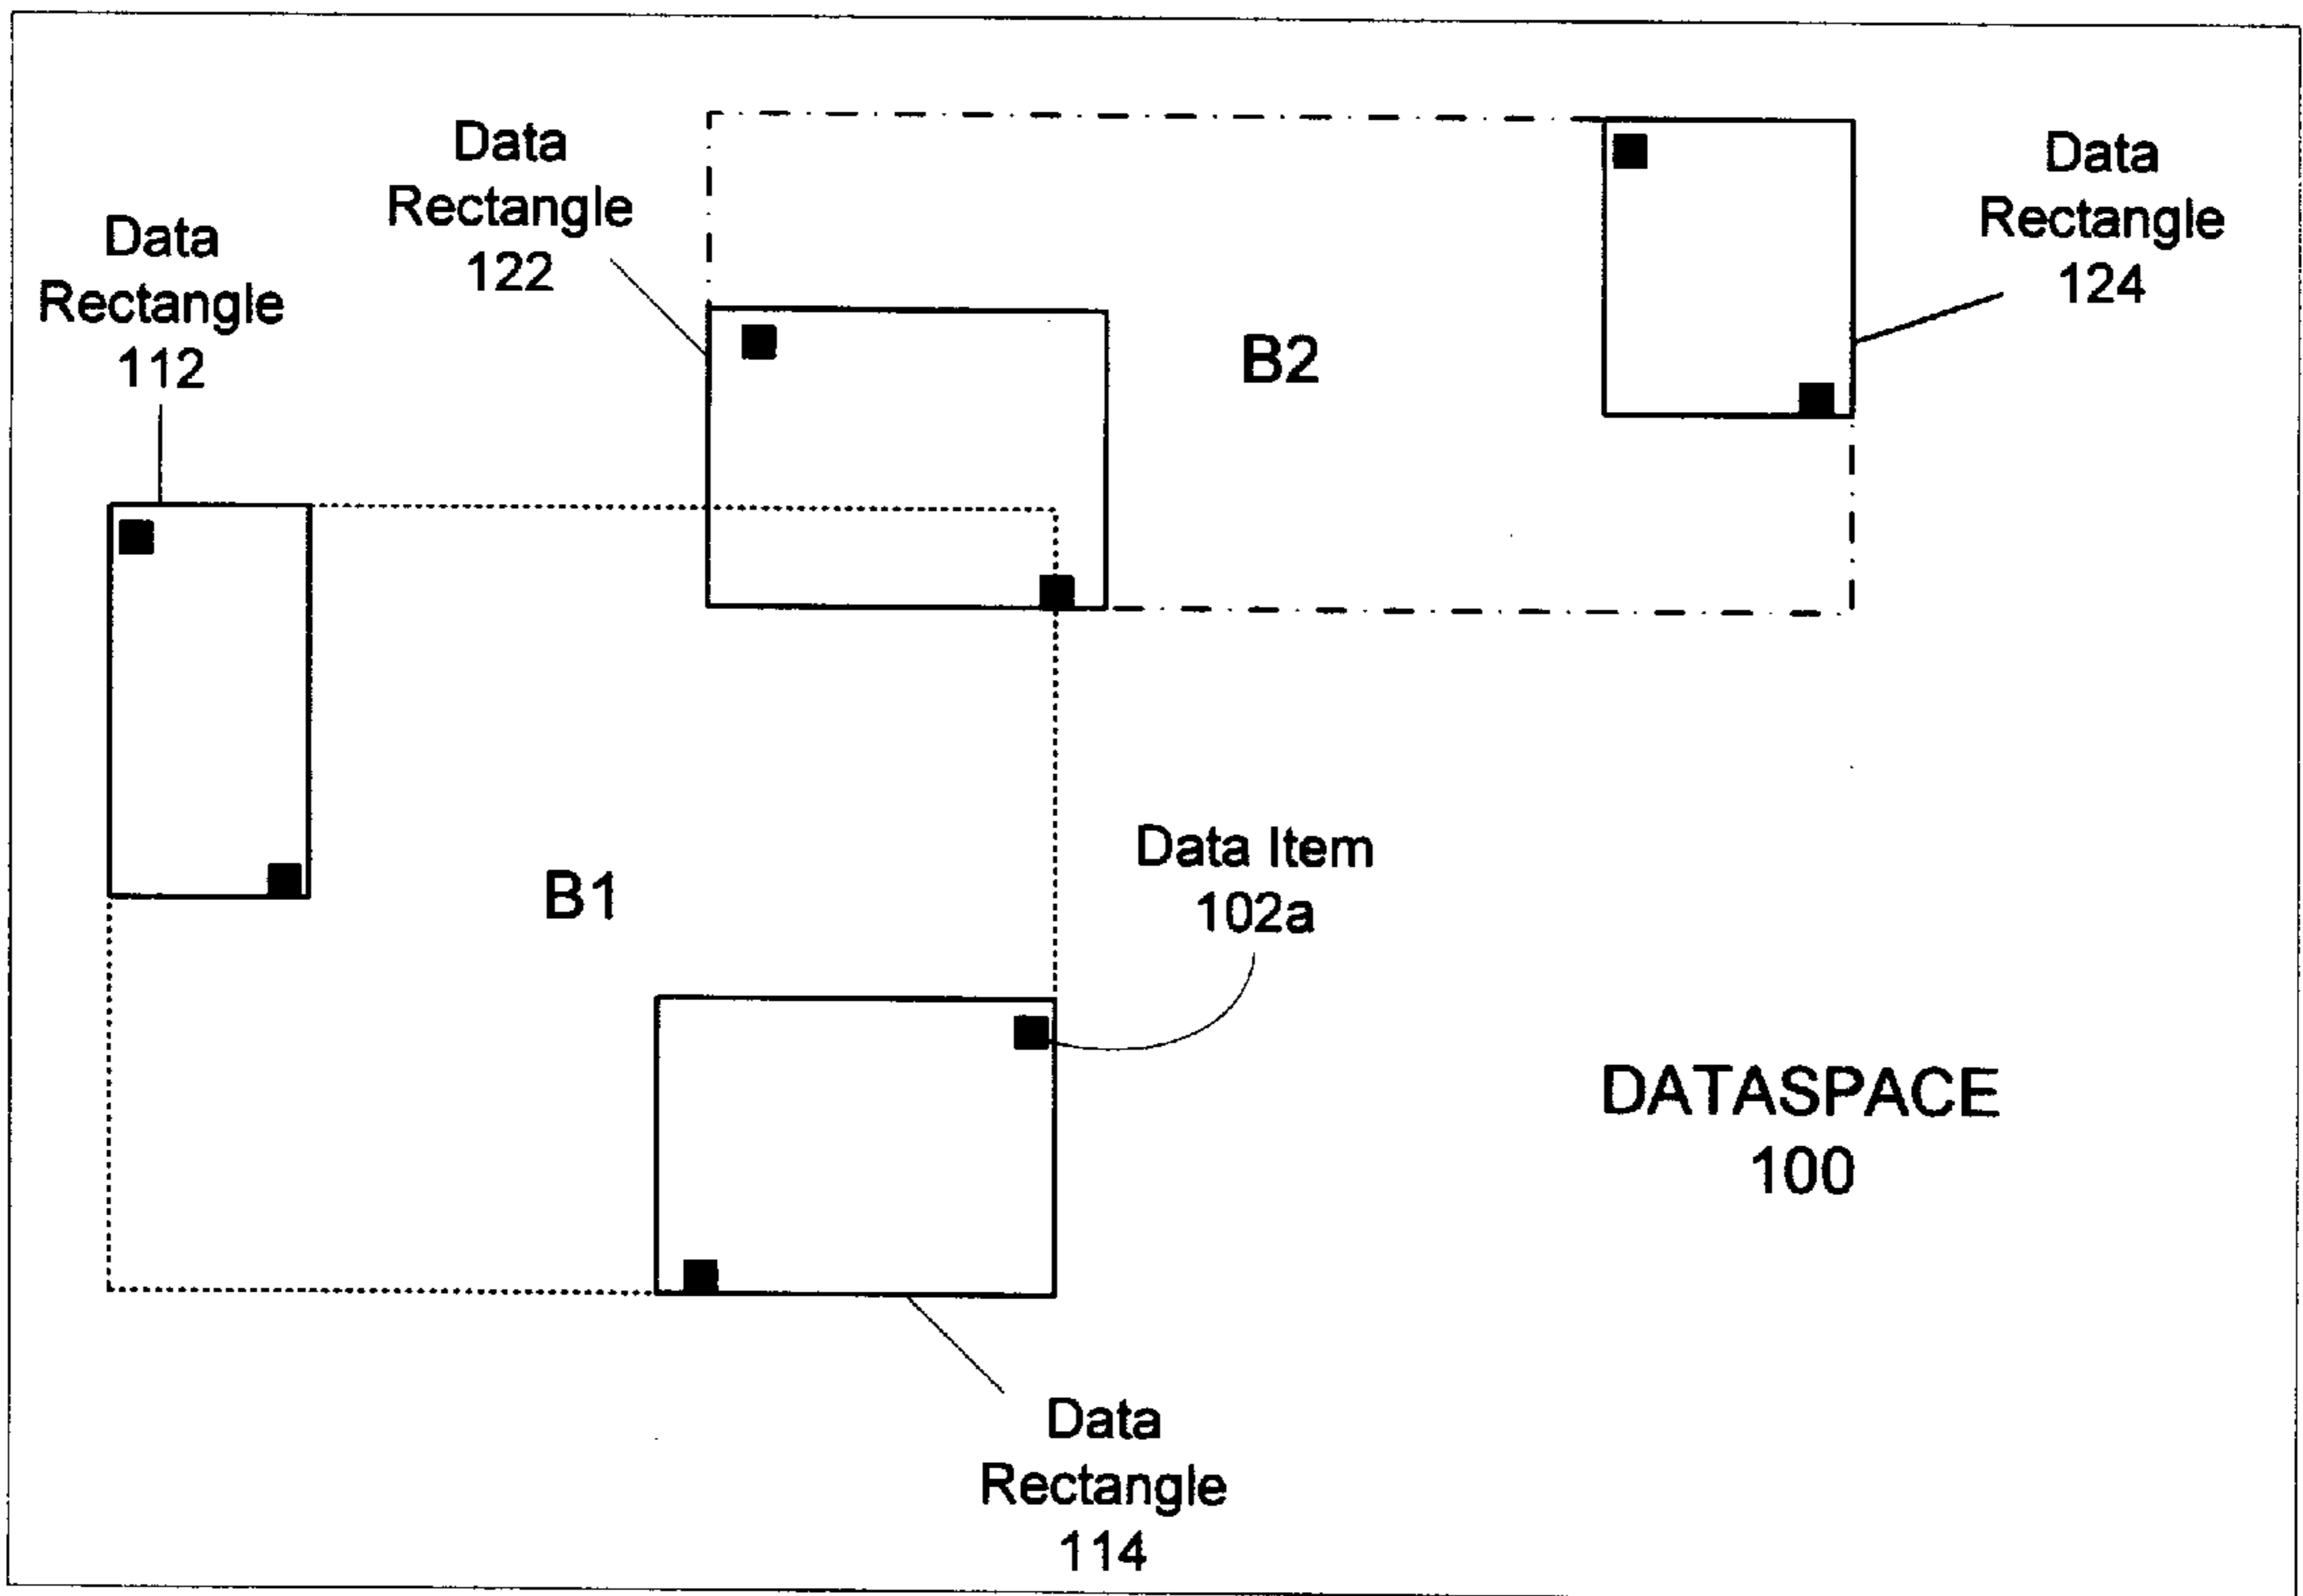 Data
Rectangle
122
Data
Rectangle
124
Data
Rectangle
112
B2
B1
Data Item
102a
DATASPACE
100
Data
Rectangle
114